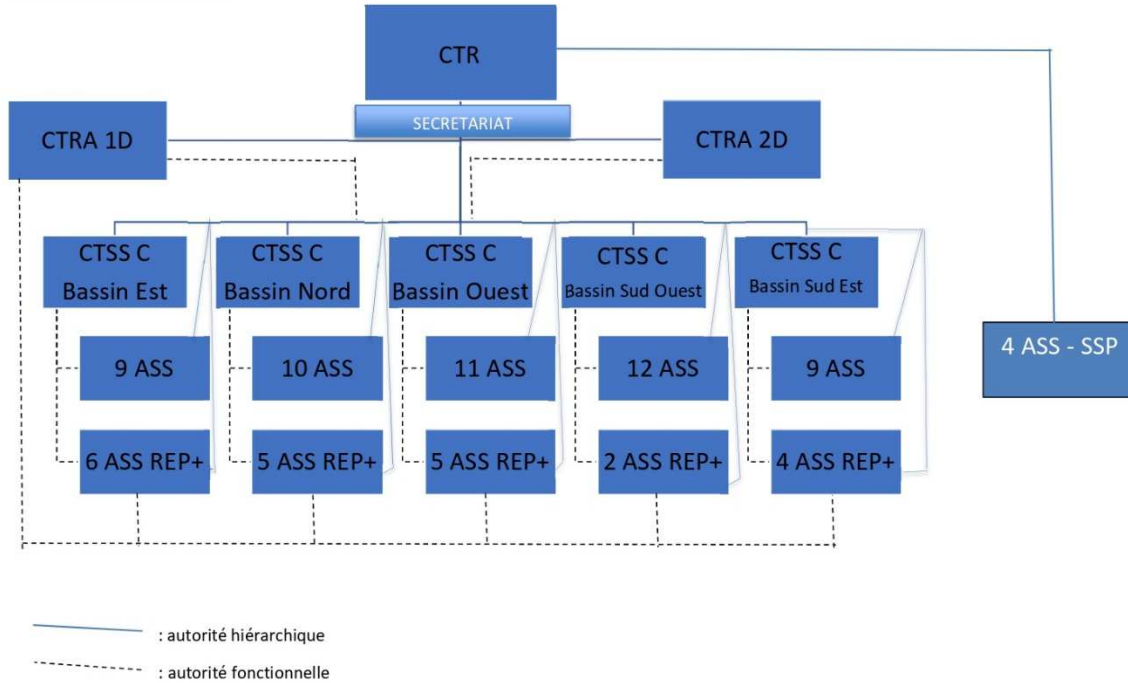 CTR
SECRETARIAT
CTRA 1D
CTRA 2D
CTSS C
Bassin Est
CTSS C
Bassin Nord
CTSS C
Bassin Ouest
CTSS C
Bassin Sud Ouest
CTSS C
Bassin Sud Est
9 ASS
10 ASS
11 ASS
12 ASS
9 ASS
4 ASS - SSP
6 ASS REP+
5 ASS REP+
5 ASS REP+
2 ASS REP+
4 ASS REP+
: autorité hiérarchique
: autorité fonctionnelle